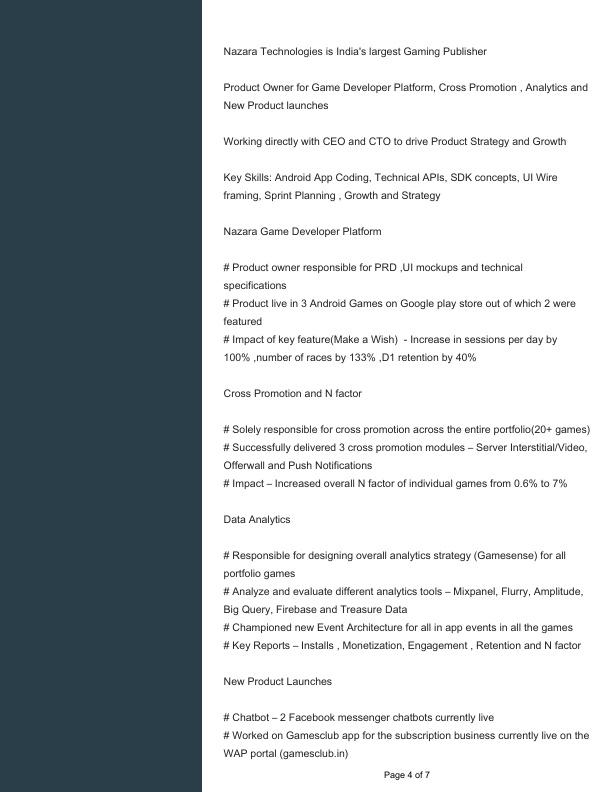 Nazara Technologies is India's largest Gaming Publisher
Product Owner for Game Developer Platform, Cross Promotion , Analytics and
New Product launches
Working directly with CEO and CTO to drive Product Strategy and Growth
Key Skills: Android App Coding, Technical APIs, SDK concepts, UI Wire
framing, Sprint Planning , Growth and Strategy
Nazara Game Developer Platform
# Product owner responsible for PRD ,UI mockups and technical
specifications
# Product live in 3 Android Games on Google play store out of which 2 were
featured
# Impact of key feature(Make a Wish)  - Increase in sessions per day by
100% ,number of races by 133% ,D1 retention by 40%
Cross Promotion and N factor
# Solely responsible for cross promotion across the entire portfolio(20+ games)
# Successfully delivered 3 cross promotion modules – Server Interstitial/Video,
Offerwall and Push Notifications
# Impact – Increased overall N factor of individual games from 0.6% to 7%
Data Analytics
# Responsible for designing overall analytics strategy (Gamesense) for all
portfolio games
# Analyze and evaluate different analytics tools – Mixpanel, Flurry, Amplitude,
Big Query, Firebase and Treasure Data
# Championed new Event Architecture for all in app events in all the games
# Key Reports – Installs , Monetization, Engagement , Retention and N factor
New Product Launches
# Chatbot – 2 Facebook messenger chatbots currently live
# Worked on Gamesclub app for the subscription business currently live on the
WAP portal (gamesclub.in)
Page 4 of 7